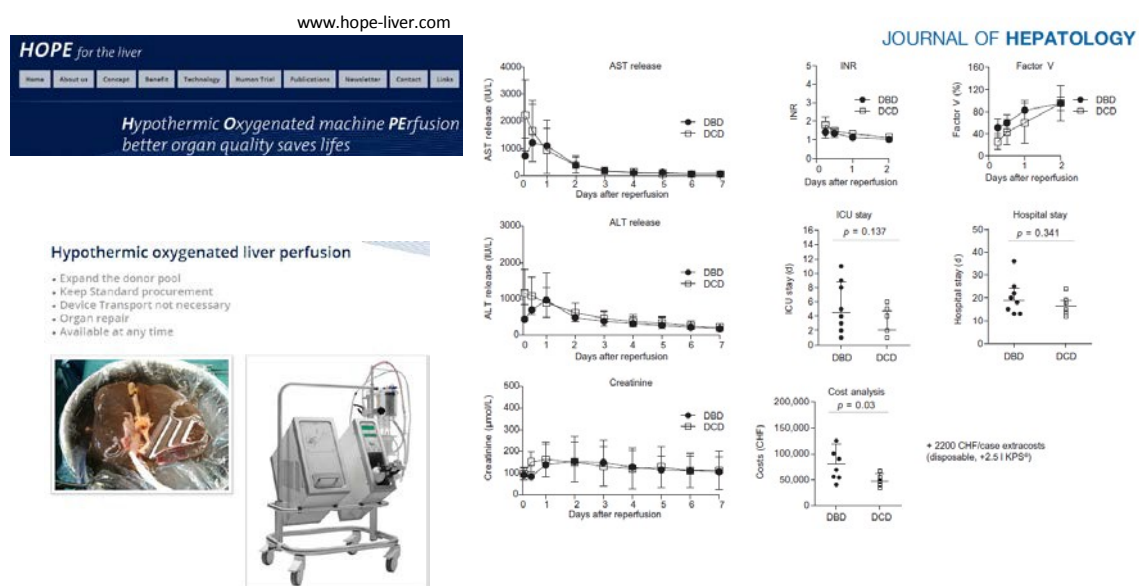 www.hope-liver.com
HOPE for the liver
Home About us Concept Benefit Technology Human Trial Publications Newsletter Contact Links
Hypothermic Oxygenated machine PErfusion
better organ quality saves lifes
Hypothermic oxygenated liver perfusion
• Expand the donor pool
• Keep Standard procurement
• Device Transport not necessary
• Organ repair
• Available at any time
JOURNAL OF HEPATOLOGY
AST release
AST release (IU/L)
4000
3000
2000
1000
0
DBD
DCD
0 1 2 3 4 5 6 7
Days after reperfusion
INR
INR
5
4
3
2
1
0
DBD
DCD
0 1 2
Days after reperfusion
Factor V
Factor V (%)
160
120
80
40
0
DBD
DCD
0 1 2
Days after reperfusion
ALT release
ALT release (IU/L)
3000
2000
1000
0
DBD
DCD
0 1 2 3 4 5 6 7
Days after reperfusion
ICU stay
p = 0.137
ICU stay (d)
16
14
12
10
8
6
4
2
0
DBD DCD
Hospital stay
p = 0.341
Hospital stay (d)
50
40
30
20
10
0
DBD DCD
Creatinine
Creatinine (µmol/L)
500
400
300
200
100
0
DBD
DCD
0 1 2 3 4 5 6 7
Days after reperfusion
Cost analysis
p = 0.03
Costs (CHF)
200,000
150,000
100,000
50,000
0
DBD DCD
+ 2200 CHF/case extracosts
(disposable, +2.5 l KPS®)